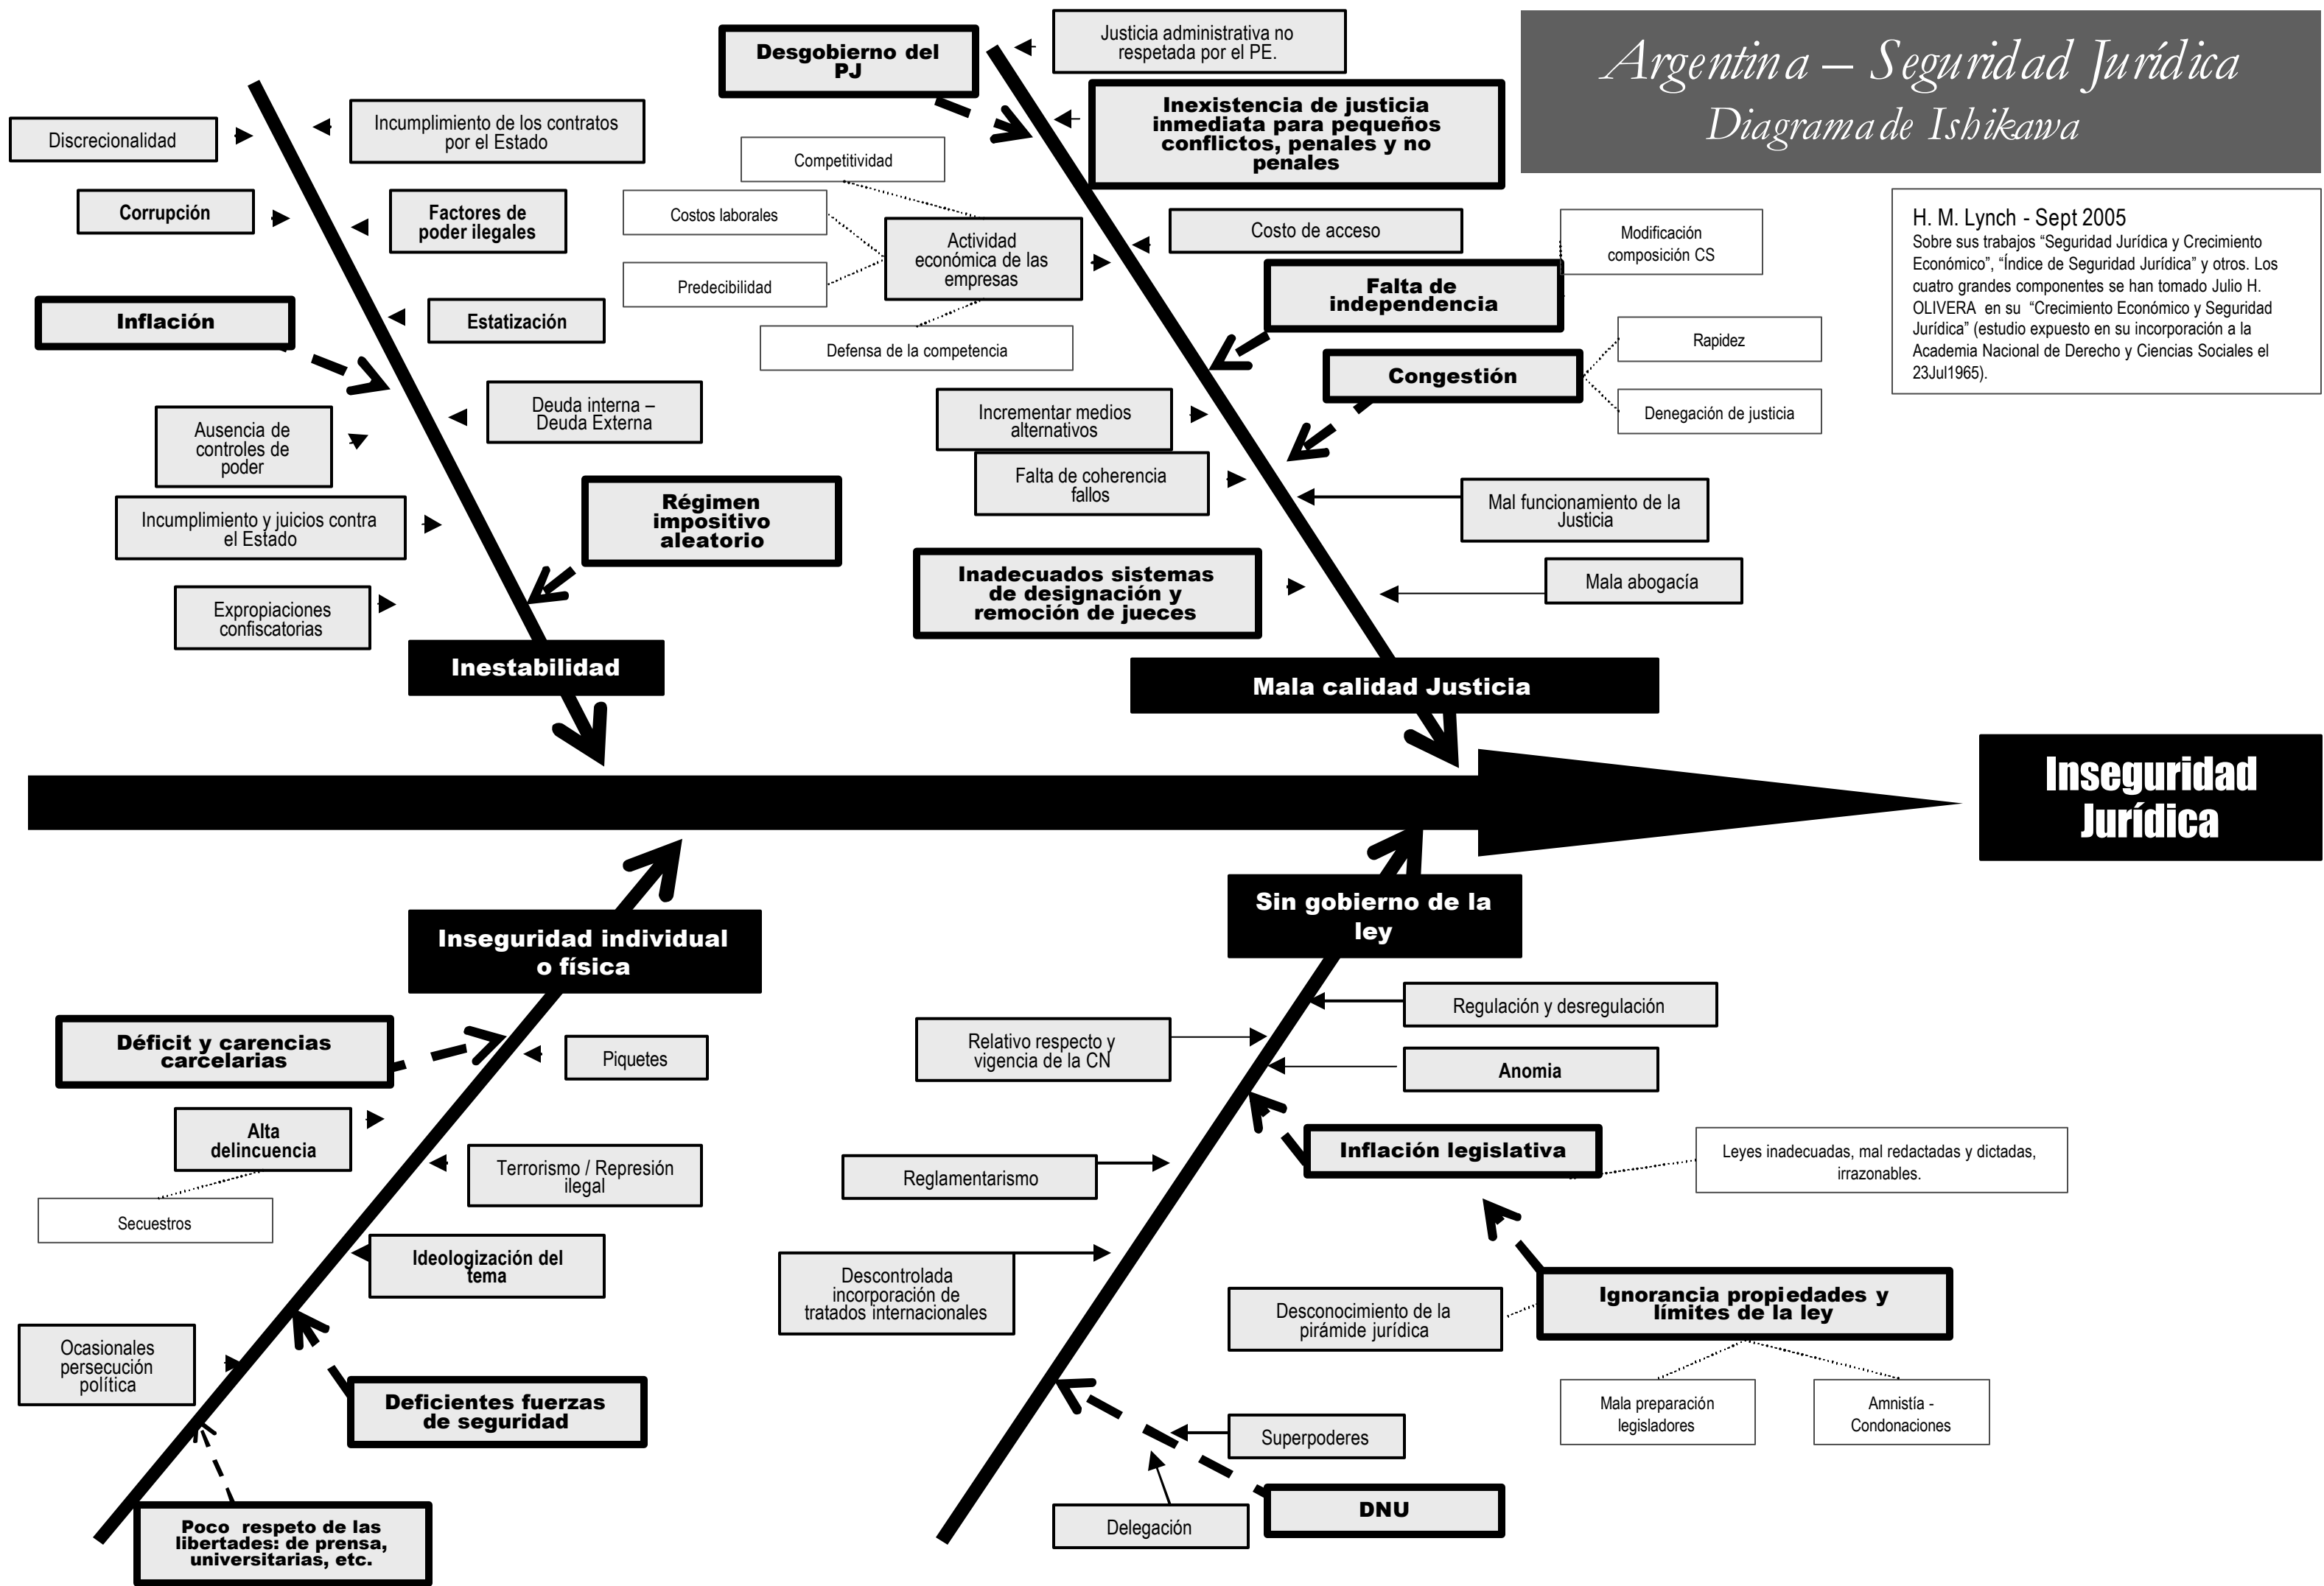 Argentina – Seguridad Jurídica
Diagrama de Ishikawa
H. M. Lynch - Sept 2005
Sobre sus trabajos “Seguridad Jurídica y Crecimiento
Económico”, “Índice de Seguridad Jurídica” y otros. Los
cuatro grandes componentes se han tomado Julio H.
OLIVERA en su “Crecimiento Económico y Seguridad
Jurídica” (estudio expuesto en su incorporación a la
Academia Nacional de Derecho y Ciencias Sociales el
23Jul1965).
Discrecionalidad
Incumplimiento de los contratos
por el Estado
Corrupción
Factores de
poder ilegales
Inflación
Estatización
Ausencia de
controles de
poder
Deuda interna –
Deuda Externa
Incumplimiento y juicios contra
el Estado
Régimen
impositivo
aleatorio
Expropiaciones
confiscatorias
Inestabilidad
Desgobierno del
PJ
Justicia administrativa no
respetada por el PE.
Inexistencia de justicia
inmediata para pequeños
conflictos, penales y no
penales
Competitividad
Costos laborales
Actividad
económica de las
empresas
Predecibilidad
Defensa de la competencia
Costo de acceso
Modificación
composición CS
Falta de
independencia
Rapidez
Congestión
Denegación de justicia
Incrementar medios
alternativos
Falta de coherencia
fallos
Mal funcionamiento de la
Justicia
Inadecuados sistemas
de designación y
remoción de jueces
Mala abogacía
Mala calidad Justicia
Inseguridad
Jurídica
Inseguridad individual
o física
Déficit y carencias
carcelarias
Piquetes
Alta
delincuencia
Secuestros
Terrorismo / Represión
ilegal
Ideologización del
tema
Ocasionales
persecución
política
Deficientes fuerzas
de seguridad
Poco respeto de las
libertades: de prensa,
universitarias, etc.
Sin gobierno de la
ley
Regulación y desregulación
Relativo respecto y
vigencia de la CN
Anomia
Inflación legislativa
Leyes inadecuadas, mal redactadas y dictadas,
irrazonables.
Reglamentarismo
Descontrolada
incorporación de
tratados internacionales
Desconocimiento de la
pirámide jurídica
Ignorancia propiedades y
límites de la ley
Mala preparación
legisladores
Amnistía -
Condonaciones
Superpoderes
Delegación
DNU